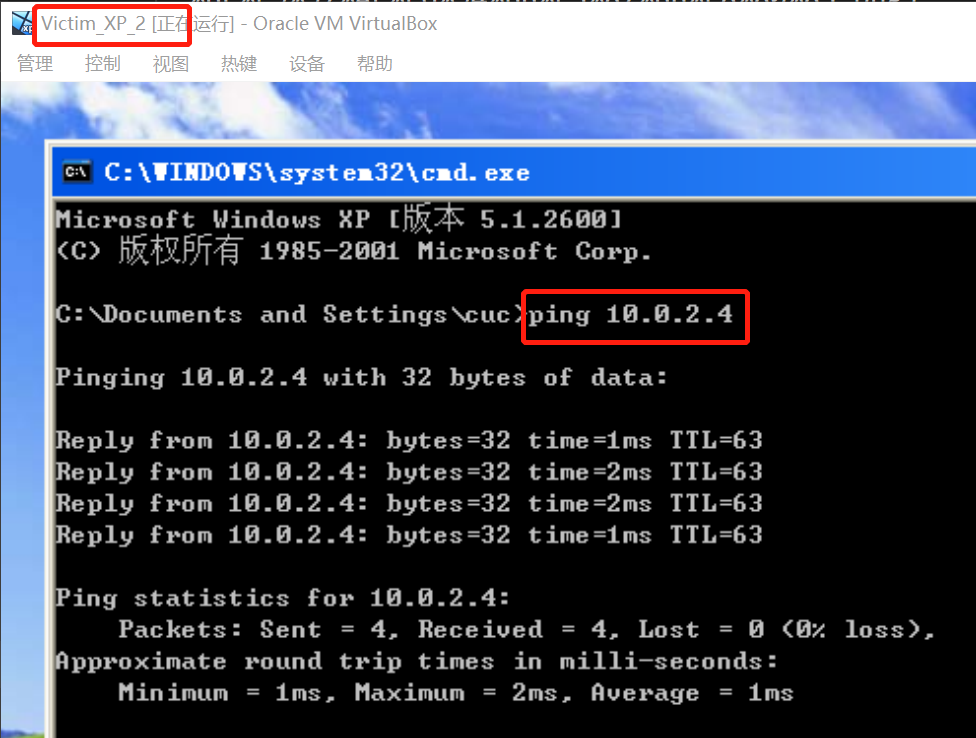 Victim_XP_2 [正在运行] - Oracle VM VirtualBox
管理 控制 视图 热键 设备 帮助
C:\WINDOWS\system32\cmd.exe
Microsoft Windows XP [版本 5.1.2600]
(C) 版权所有 1985-2001 Microsoft Corp.
C:\Documents and Settings\cuc>ping 10.0.2.4
Pinging 10.0.2.4 with 32 bytes of data:
Reply from 10.0.2.4: bytes=32 time=1ms TTL=63
Reply from 10.0.2.4: bytes=32 time=2ms TTL=63
Reply from 10.0.2.4: bytes=32 time=2ms TTL=63
Reply from 10.0.2.4: bytes=32 time=1ms TTL=63
Ping statistics for 10.0.2.4:
Packets: Sent = 4, Received = 4, Lost = 0 (0% loss),
Approximate round trip times in milli-seconds:
Minimum = 1ms, Maximum = 2ms, Average = 1ms